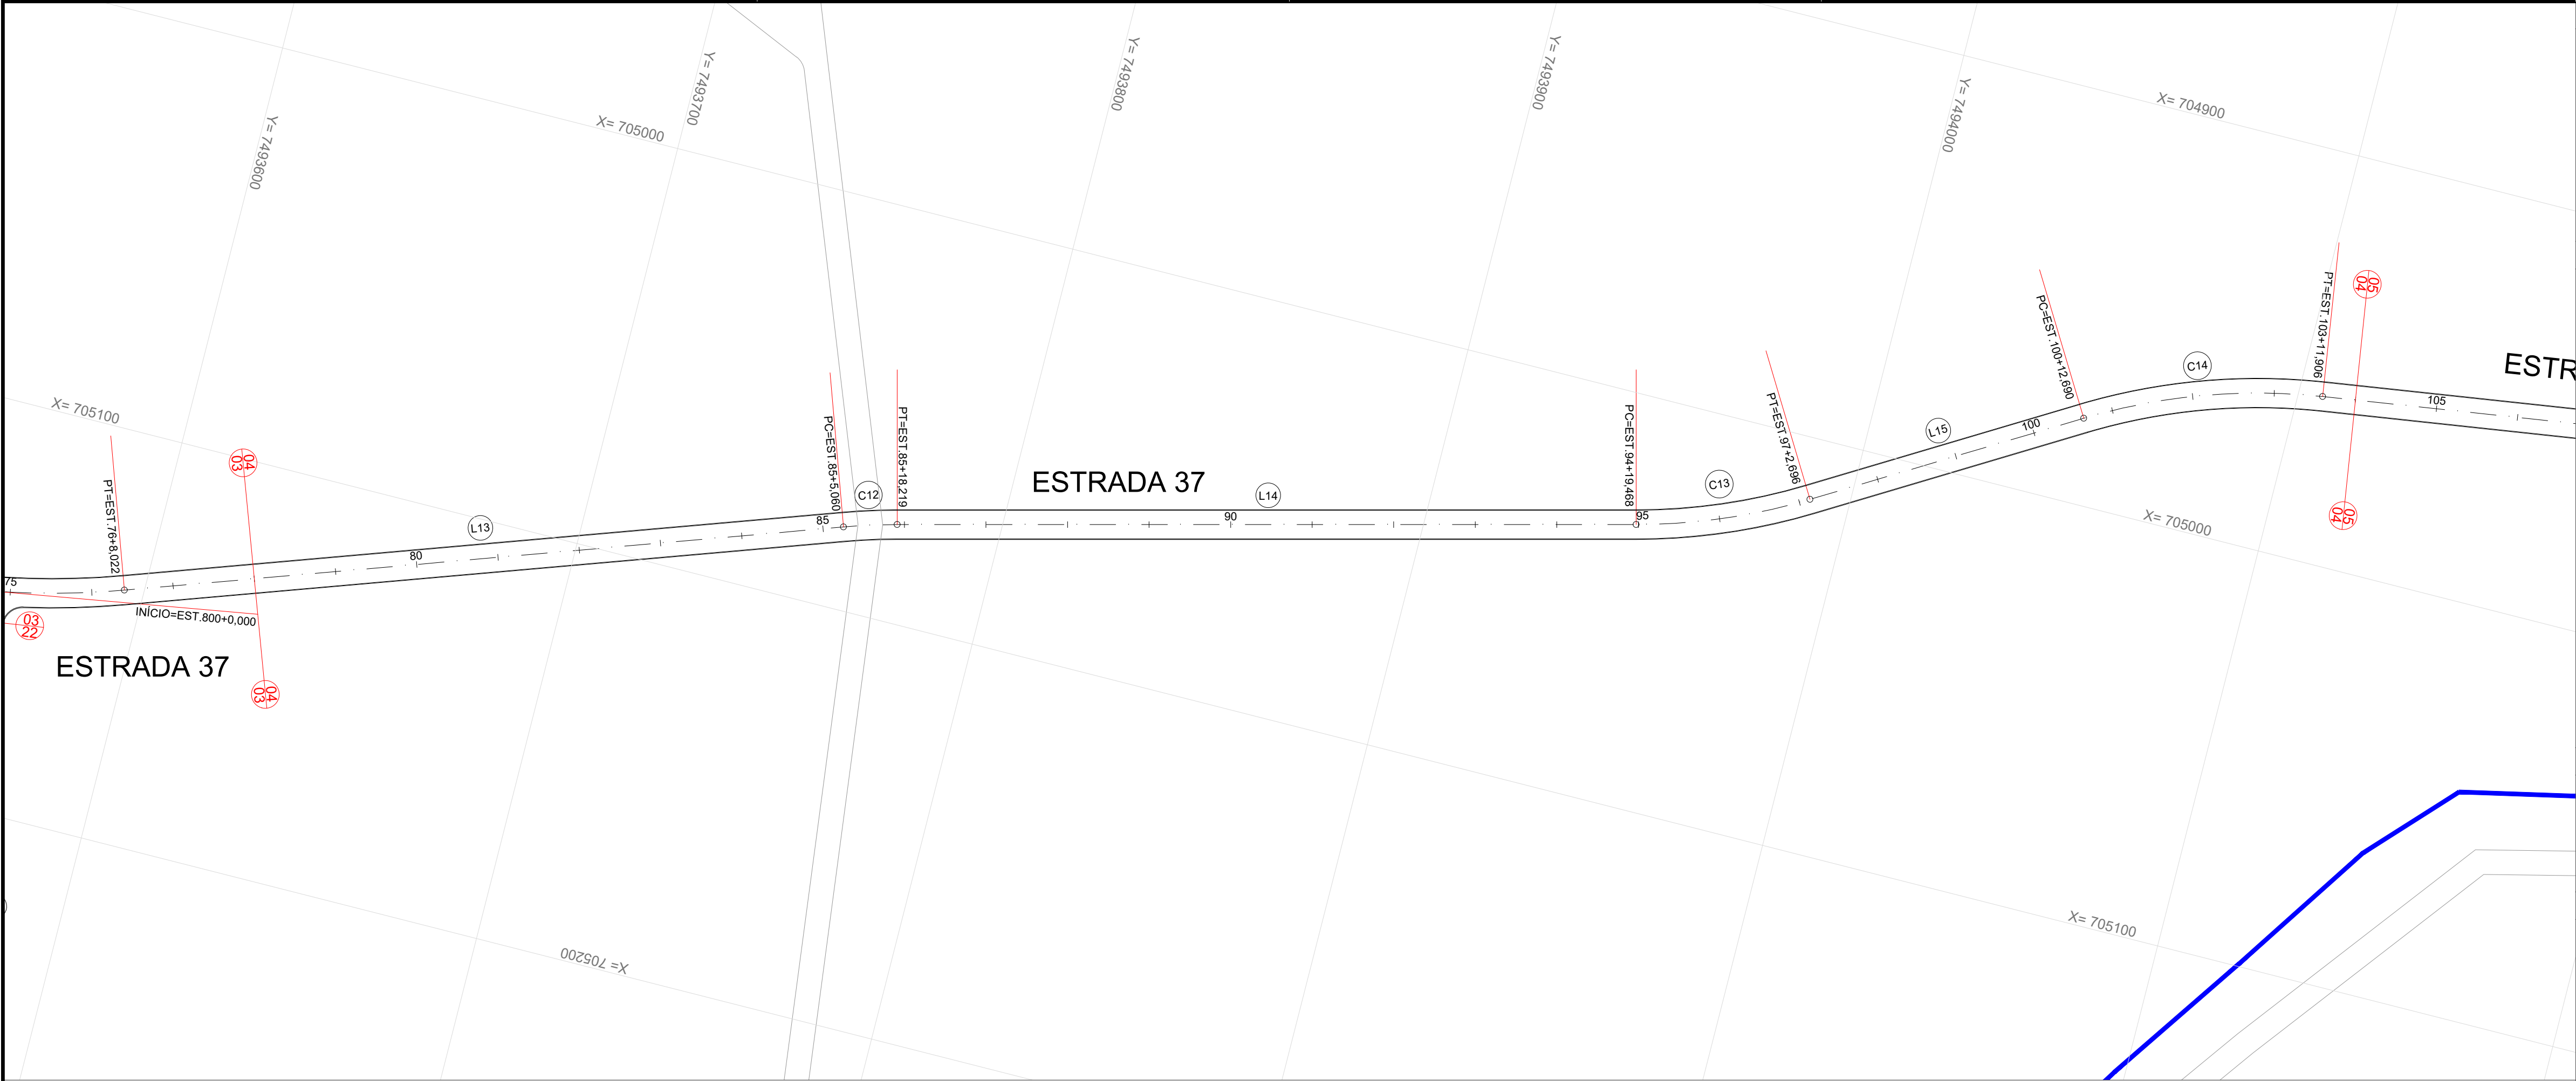 Y= 7493600
Y= 7493700
Y= 7493800
Y= 7493900
Y= 7494000
X= 705000
X= 704900
X= 705100
PT=EST.76+8,022
04
03
L13
80
85
PC=EST.85+5,060
C12
PT=EST.85+18,219
ESTRADA 37
90
L14
PC=EST.94+19,468
95
C13
PT=EST.97+2,696
L15
100
PC=EST.100+12,690
C14
PT=EST.103+11,906
05
04
105
ESTR
05
04
X= 705000
75
INÍCIO=EST.800+0,000
03
22
ESTRADA 37
04
03
X= 705200
X= 705100